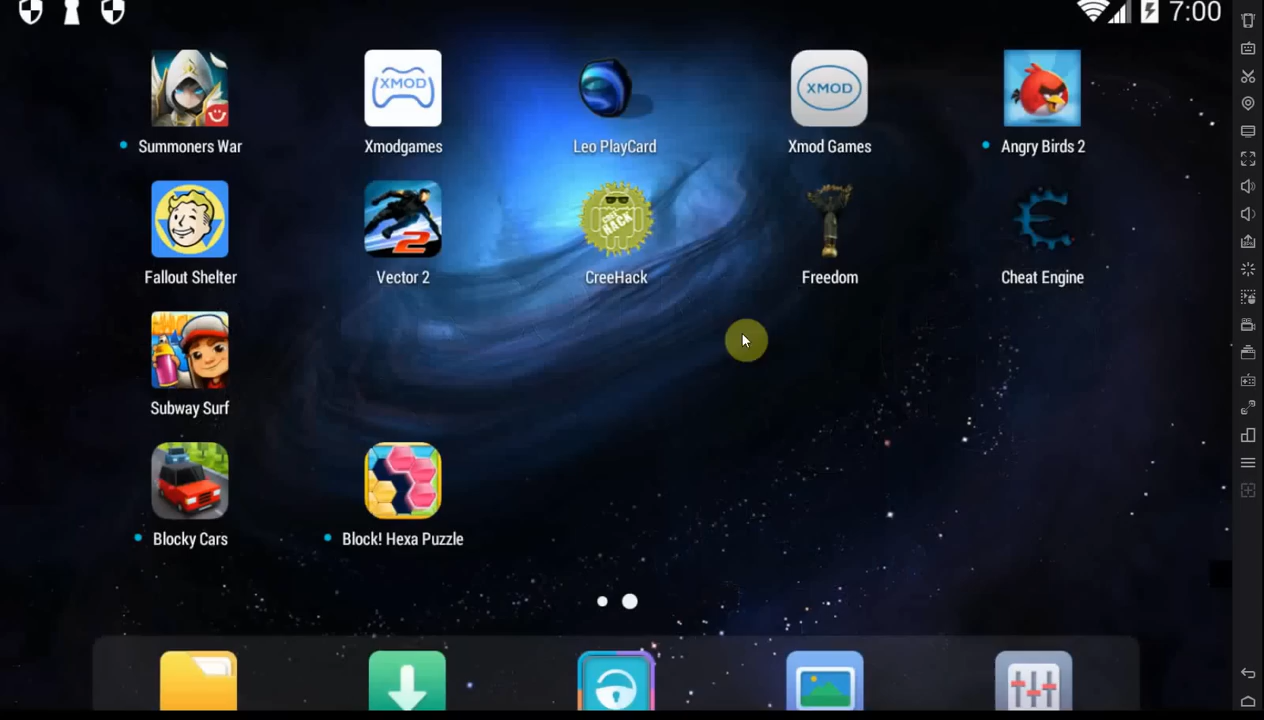 7:00
XMOD
XMOD
Summoners War
Xmodgames
Leo PlayCard
Xmod Games
Angry Birds 2
2
CREE
HACK
Fallout Shelter
Vector 2
CreeHack
Freedom
Cheat Engine
Subway Surf
Blocky Cars
Block! Hexa Puzzle